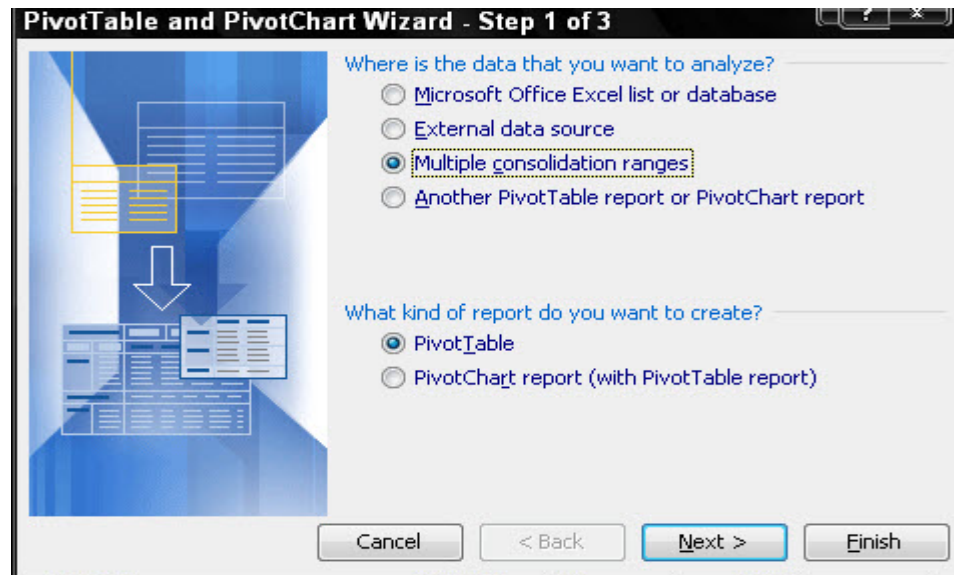 PivotTable and PivotChart Wizard - Step 1 of 3
Where is the data that you want to analyze?
Microsoft Office Excel list or database
External data source
Multiple consolidation ranges
Another PivotTable report or PivotChart report
What kind of report do you want to create?
PivotTable
PivotChart report (with PivotTable report)
Cancel < Back Next > Finish